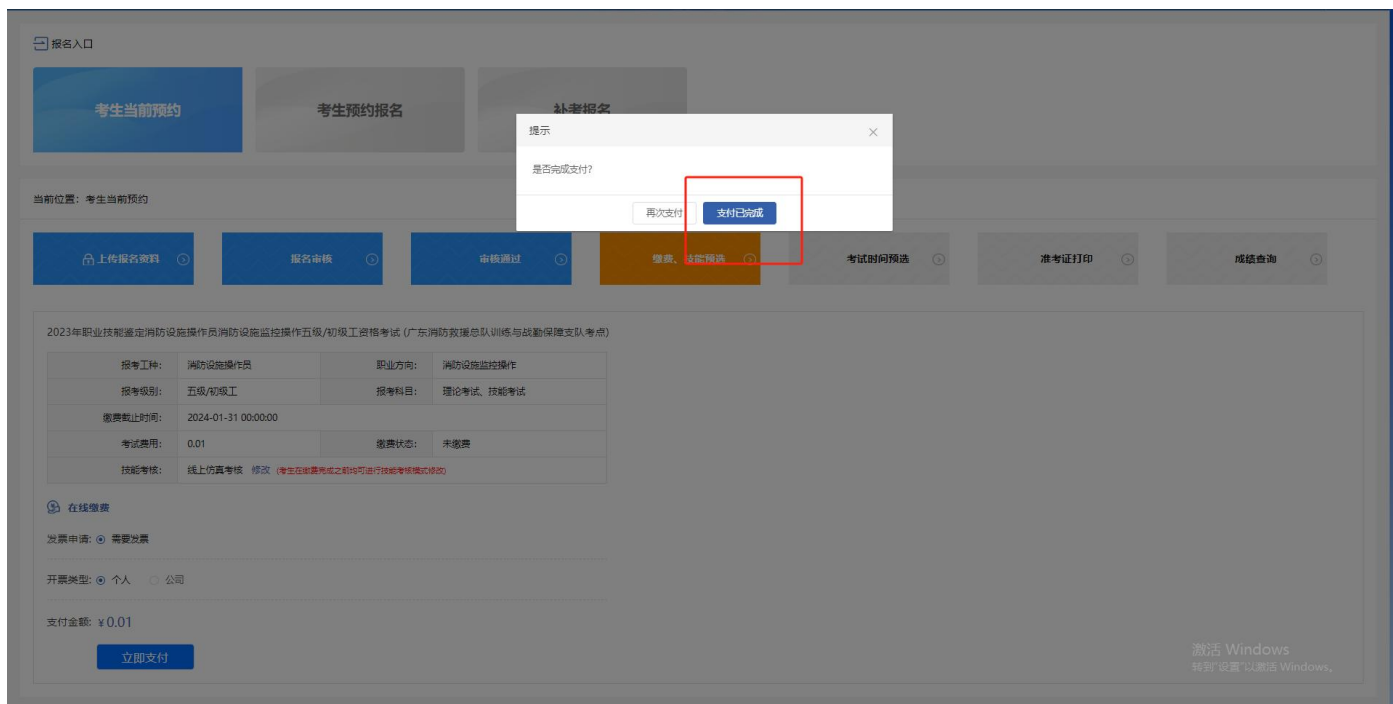 报名入口
考生当前预约 考生预约报名 补考报名
提示
是否完成支付?
再次支付 支付已完成
当前位置: 考生当前预约
上传报名资料 报名审核 审核通过 缴费、技能预选 考试时间预选 准考证打印 成绩查询
2023年职业技能鉴定消防设施操作员消防设施监控操作五级/初级工资格考试 (广东消防救援总队训练与战勤保障支队考点)
报考工种: 消防设施操作员 职业方向: 消防设施监控操作
报考级别: 五级/初级工 报考科目: 理论考试、技能考试
缴费截止时间: 2024-01-31 00:00:00
考试费用: 0.01 缴费状态: 未缴费
技能考核: 线上仿真考核 修改 (考生在缴费完成之前均可进行技能考核模式修改)
在线缴费
发票申请: 需要发票
开票类型: 个人 公司
支付金额: ¥0.01
立即支付
激活 Windows
转到"设置"以激活 Windows。